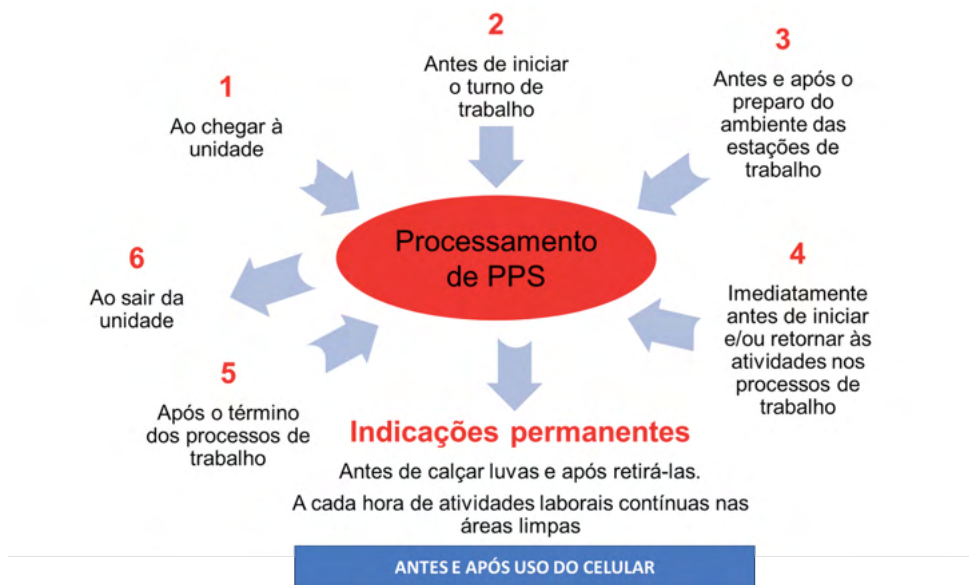 1
Ao chegar à
unidade
2
Antes de iniciar
o turno de
trabalho
3
Antes e após o
preparo do
ambiente das
estações de
trabalho
Processamento
de PPS
4
Imediatamente
antes de iniciar
e/ou retornar às
atividades nos
processos de
trabalho
6
Ao sair da
unidade
5
Após o término
dos processos de
trabalho
Indicações permanentes
Antes de calçar luvas e após retirá-las.
A cada hora de atividades laborais contínuas nas
áreas limpas
ANTES E APÓS USO DO CELULAR